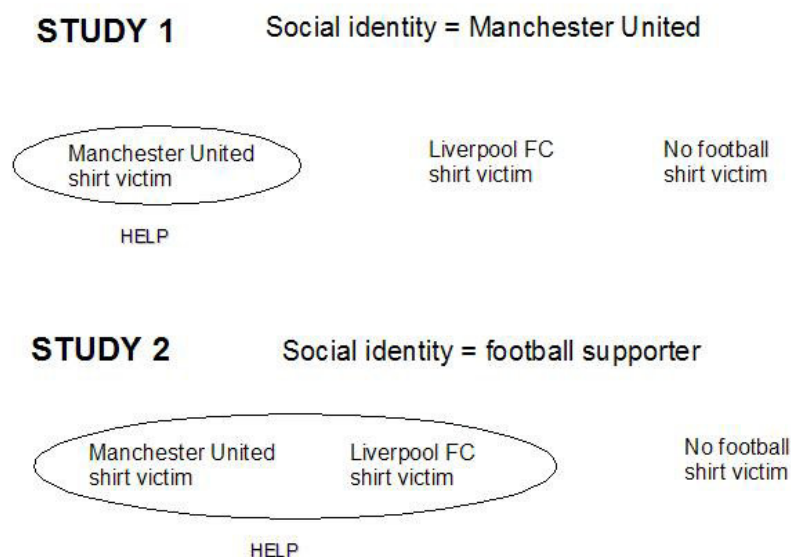 STUDY 1 Social identity = Manchester United
Manchester United
shirt victim
Liverpool FC
shirt victim
No football
shirt victim
HELP
STUDY 2 Social identity = football supporter
Manchester United
shirt victim
Liverpool FC
shirt victim
No football
shirt victim
HELP